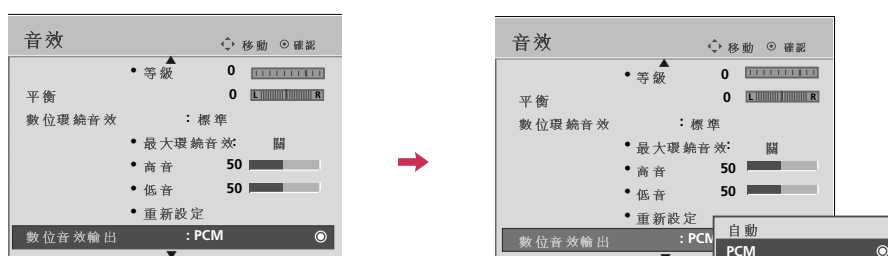 音效
移動 確認
• 等級 0
平衡 0 L R
數位環繞音效 : 標準
• 最大環繞音效: 關
• 高音 50
• 低音 50
• 重新設定
數位音效輸出 : PCM
音效
移動 確認
• 等級 0
平衡 0 L R
數位環繞音效 : 標準
• 最大環繞音效: 關
• 高音 50
• 低音 50
• 重新設定
數位音效輸出 : PCM
自動
PCM